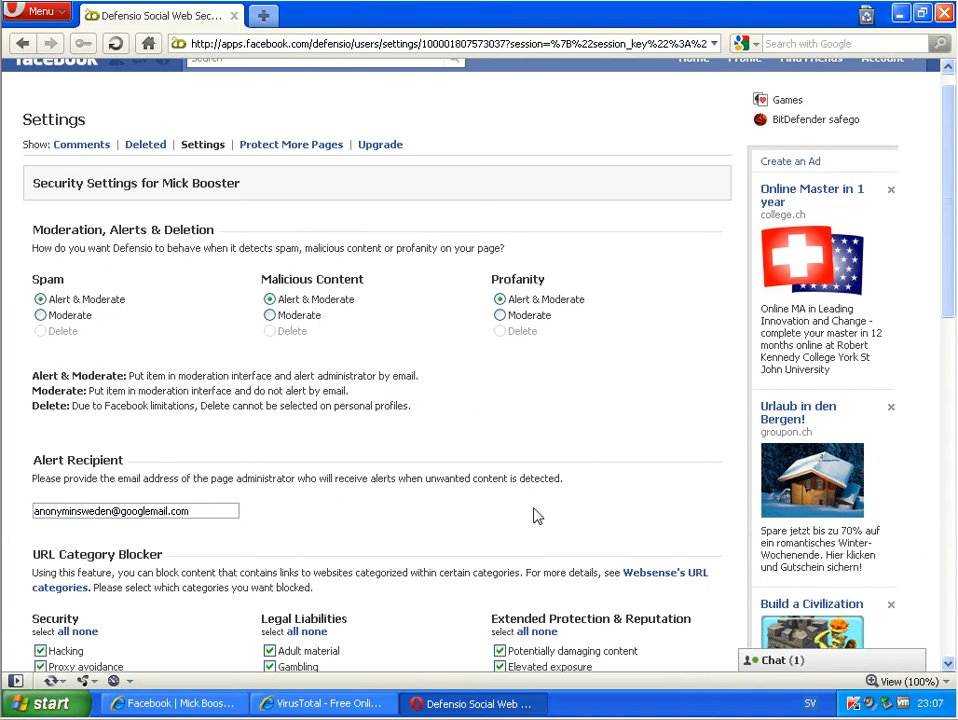 Menu
Defensio Social Web Sec...
http://apps.facebook.com/defensio/users/settings/100001807573037?session=%7B%22session_key%22%3A%2
Search with Google
facebook
Search
Home Profile Find Friends Account
Settings
Show: Comments | Deleted | Settings | Protect More Pages | Upgrade
Security Settings for Mick Booster
Moderation, Alerts & Deletion
How do you want Defensio to behave when it detects spam, malicious content or profanity on your page?
Spam
Alert & Moderate
Moderate
Delete
Malicious Content
Alert & Moderate
Moderate
Delete
Profanity
Alert & Moderate
Moderate
Delete
Alert & Moderate: Put item in moderation interface and alert administrator by email.
Moderate: Put item in moderation interface and do not alert by email.
Delete: Due to Facebook limitations, Delete cannot be selected on personal profiles.
Alert Recipient
Please provide the email address of the page administrator who will receive alerts when unwanted content is detected.
anonyminsweden@googlemail.com
URL Category Blocker
Using this feature, you can block content that contains links to websites categorized within certain categories. For more details, see Websense's URL
categories. Please select which categories you want blocked.
Security
select all none
Hacking
Proxy avoidance
Legal Liabilities
select all none
Adult material
Gambling
Extended Protection & Reputation
select all none
Potentially damaging content
Elevated exposure
Games
BitDefender safego
Create an Ad
Online Master in 1
year
college.ch
Online MA in Leading
Innovation and Change -
complete your master in 12
months online at Robert
Kennedy College York St
John University
Urlaub in den
Bergen!
groupon.ch
Spare jetzt bis zu 70% auf
ein romantisches Winter-
Wochenende. Hier klicken
und Gutschein sichern!
Build a Civilization
Chat (1)
View (100%)
start
Facebook | Mick Boos...
VirusTotal - Free Onli...
Defensio Social Web ...
SV
23:07